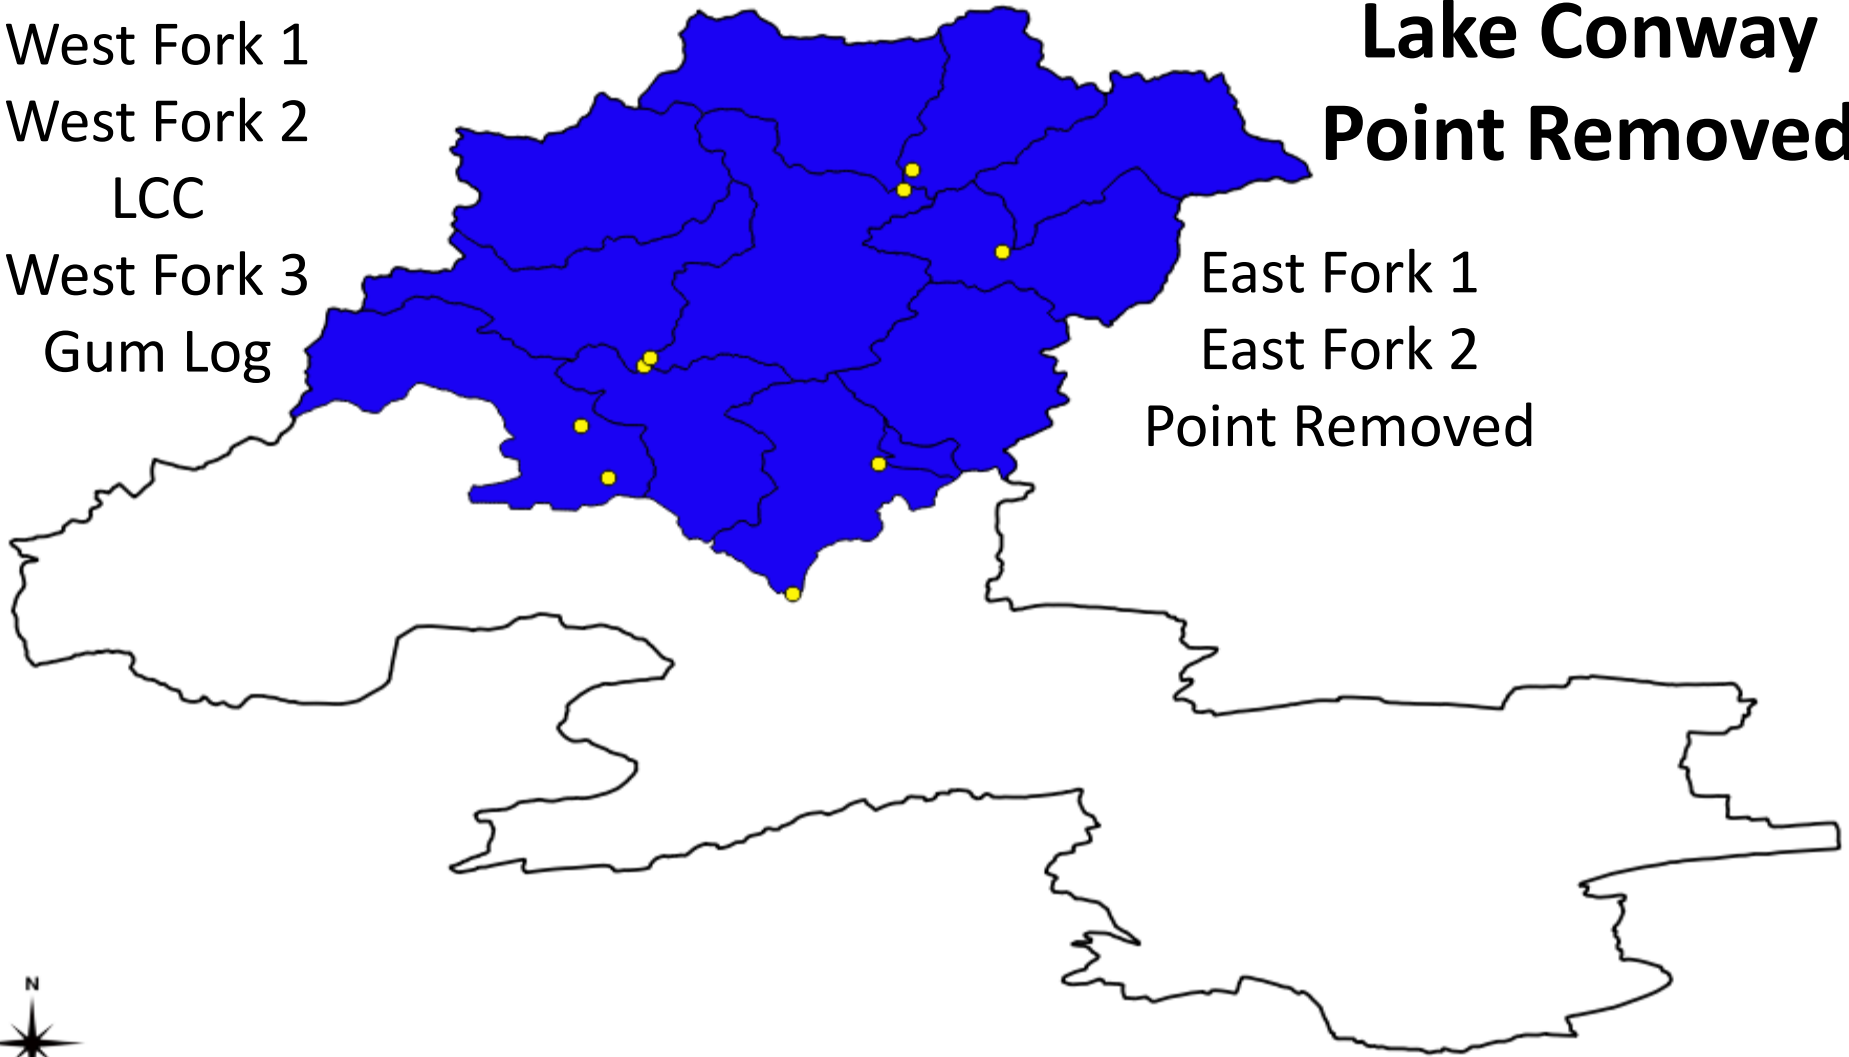 Lake Conway
Point Removed
West Fork 1
West Fork 2
LCC
West Fork 3
Gum Log
East Fork 1
East Fork 2
Point Removed
N